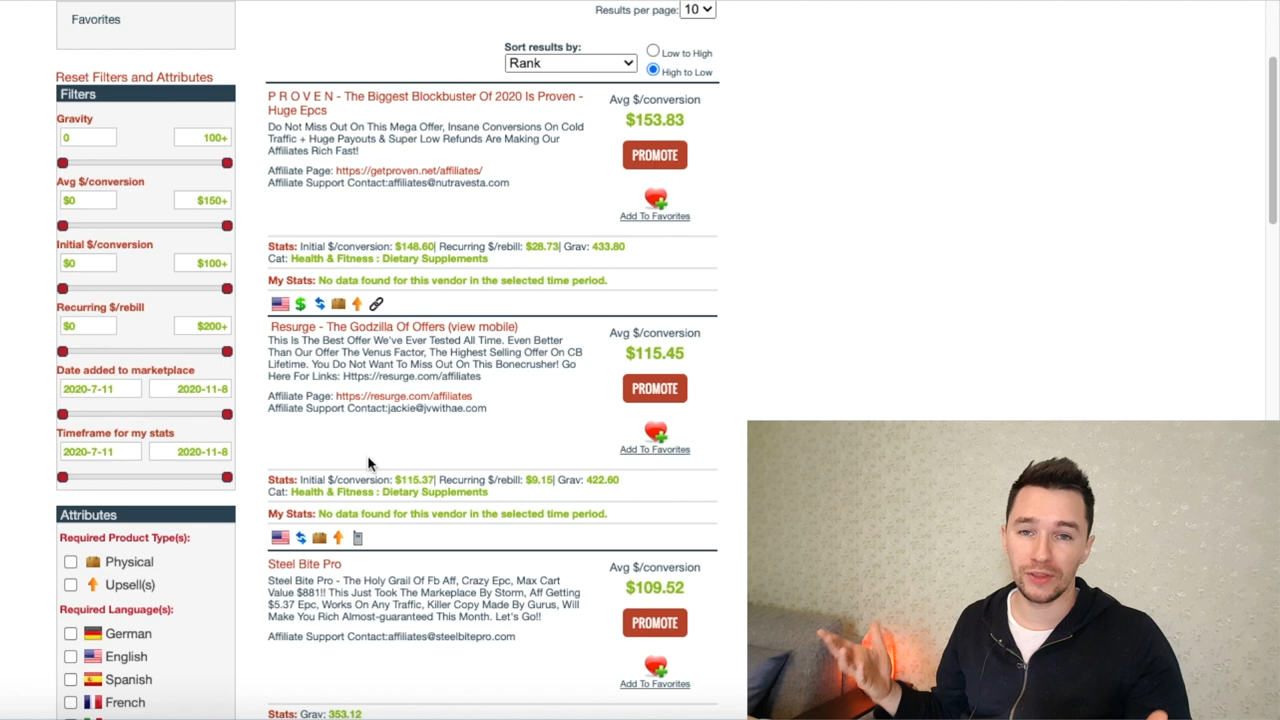 Favorites
Reset Filters and Attributes
Filters
Gravity
0 100+
Avg $/conversion
$0 $150+
Initial $/conversion
$0 $100+
Recurring $/rebill
$0 $200+
Date added to marketplace
2020-7-11 2020-11-8
Timeframe for my stats
2020-7-11 2020-11-8
Attributes
Required Product Type(s):
Physical
Upsell(s)
Required Language(s):
German
English
Spanish
French
Results per page: 10
Sort results by:
Rank
Low to High
High to Low
P R O V E N - The Biggest Blockbuster Of 2020 Is Proven -
Huge Epcs
Do Not Miss Out On This Mega Offer, Insane Conversions On Cold
Traffic + Huge Payouts & Super Low Refunds Are Making Our
Affiliates Rich Fast!
Affiliate Page: https://getproven.net/affiliates/
Affiliate Support Contact:affiliates@nutravesta.com
Avg $/conversion
$153.83
PROMOTE
Add To Favorites
Stats: Initial $/conversion: $148.60| Recurring $/rebill: $28.73| Grav: 433.80
Cat: Health & Fitness : Dietary Supplements
My Stats: No data found for this vendor in the selected time period.
Resurge - The Godzilla Of Offers (view mobile)
This Is The Best Offer We've Ever Tested All Time. Even Better
Than Our Offer The Venus Factor, The Highest Selling Offer On CB
Lifetime. You Do Not Want To Miss Out On This Bonecrusher! Go
Here For Links: Https://resurge.com/affiliates
Affiliate Page: https://resurge.com/affiliates
Affiliate Support Contact:jackie@jvwithae.com
Avg $/conversion
$115.45
PROMOTE
Add To Favorites
Stats: Initial $/conversion: $115.37| Recurring $/rebill: $9.15| Grav: 422.60
Cat: Health & Fitness : Dietary Supplements
My Stats: No data found for this vendor in the selected time period.
Steel Bite Pro
Steel Bite Pro - The Holy Grail Of Fb Aff, Crazy Epc, Max Cart
Value $881!! This Just Took The Marketplace By Storm, Aff Getting
$5.37 Epc, Works On Any Traffic, Killer Copy Made By Gurus, Will
Make You Rich Almost-guaranteed This Month. Let's Go!!
Affiliate Support Contact:affiliates@steelbitepro.com
Avg $/conversion
$109.52
PROMOTE
Add To Favorites
Stats: Grav: 353.12